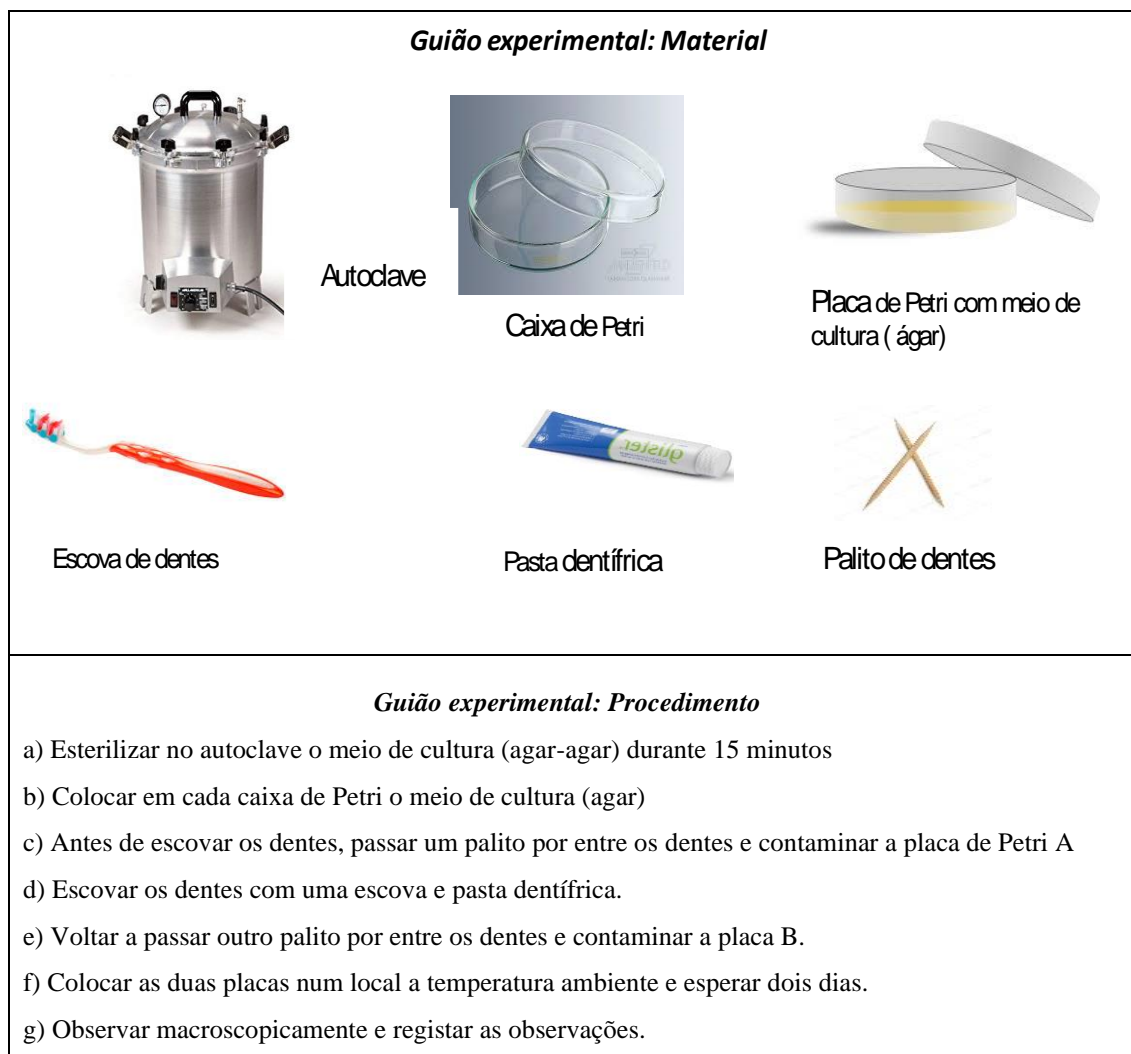 Guião experimental: Material
Autoclave
Caixa de Petri
Placa de Petri com meio de
cultura ( ágar)
Escova de dentes
glister
Pasta dentífrica
Palito de dentes
Guião experimental: Procedimento
a) Esterilizar no autoclave o meio de cultura (agar-agar) durante 15 minutos
b) Colocar em cada caixa de Petri o meio de cultura (agar)
c) Antes de escovar os dentes, passar um palito por entre os dentes e contaminar a placa de Petri A
d) Escovar os dentes com uma escova e pasta dentífrica.
e) Voltar a passar outro palito por entre os dentes e contaminar a placa B.
f) Colocar as duas placas num local a temperatura ambiente e esperar dois dias.
g) Observar macroscopicamente e registar as observações.